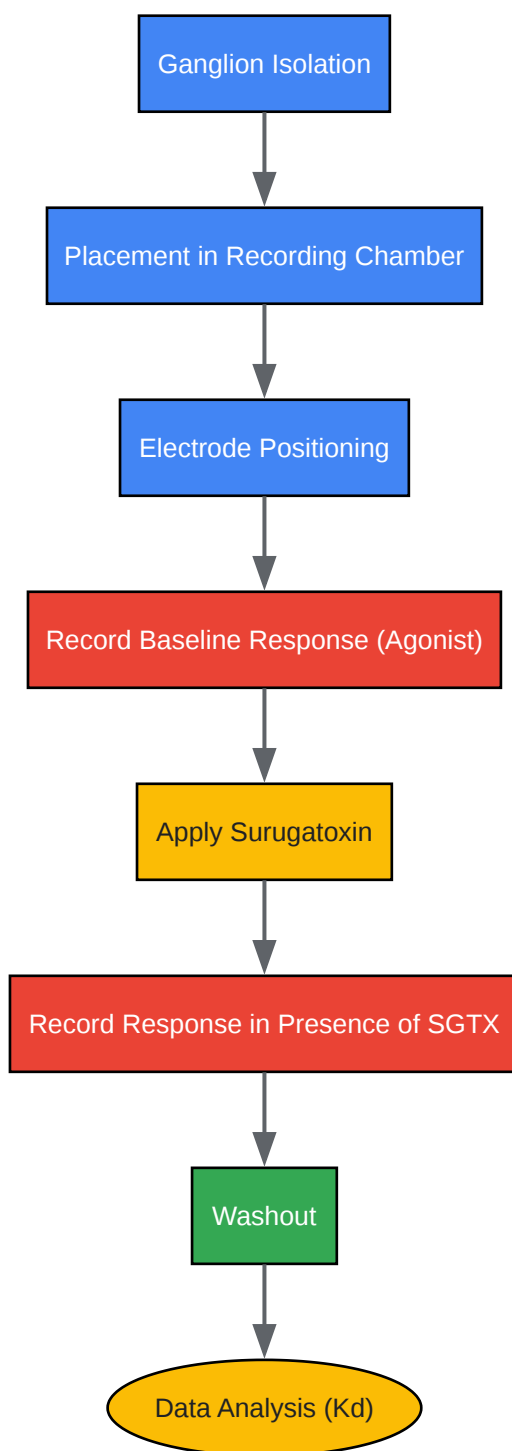 Ganglion Isolation
Placement in Recording Chamber
Electrode Positioning
Record Baseline Response (Agonist)
Apply Surugatoxin
Record Response in Presence of SGTX
Washout
Data Analysis (Kd)